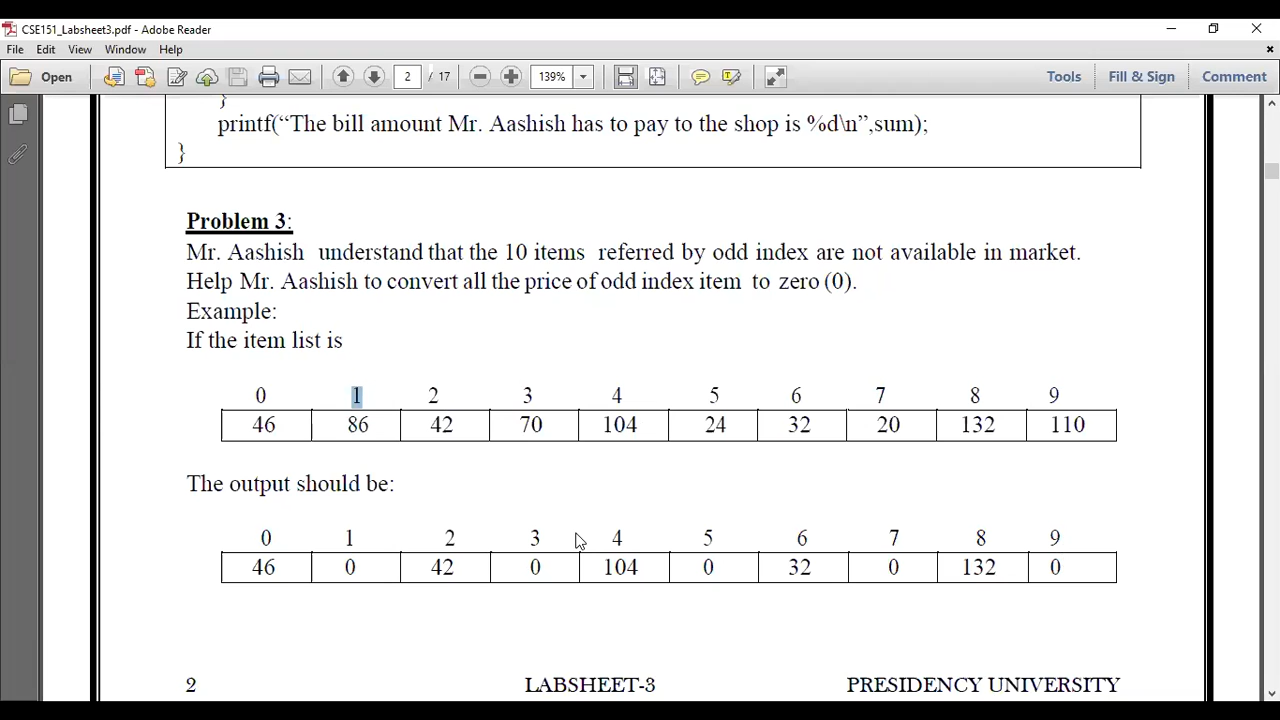 CSE151_Labsheet3.pdf - Adobe Reader
File Edit View Window Help
Open 2 / 17 139% Tools Fill & Sign Comment
}
printf(“The bill amount Mr. Aashish has to pay to the shop is %d\n”,sum);
}
Problem 3:
Mr. Aashish understand that the 10 items referred by odd index are not available in market.
Help Mr. Aashish to convert all the price of odd index item to zero (0).
Example:
If the item list is
0 1 2 3 4 5 6 7 8 9
46 86 42 70 104 24 32 20 132 110
The output should be:
0 1 2 3 4 5 6 7 8 9
46 0 42 0 104 0 32 0 132 0
2 LABSHEET-3 PRESIDENCY UNIVERSITY